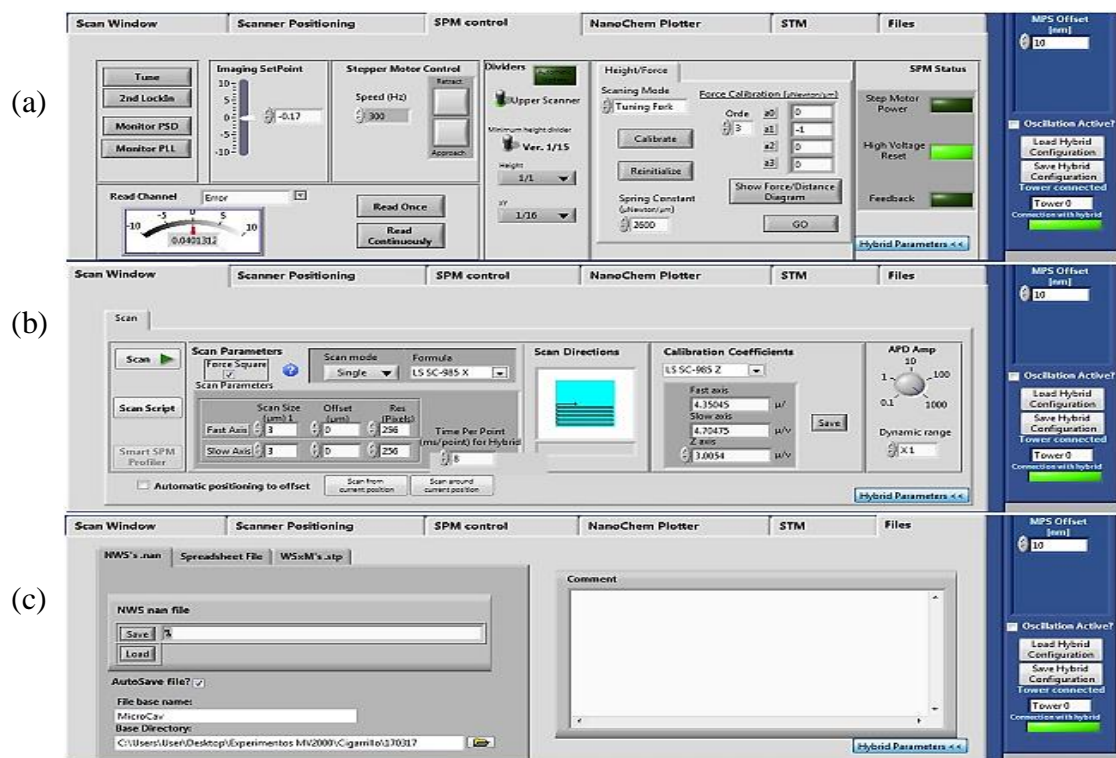 (a)
Scan Window Scanner Positioning SPM control NanoChem Plotter STM Files
Tune
2nd LockIn
Monitor PSD
Monitor PLL
Imaging SetPoint
10
5
0
-5
-10
-0.17
Stepper Motor Control
Speed (Hz)
300
Retract
Approach
Dividers
Upper Scanner
Minimum height divider
Ver. 1/15
Height
1/1
XY
1/16
Height/Force
Scaning Mode
Tuning Fork
Calibrate
Reinitialize
Spring Constant
(µNewton/µm)
2600
Force Calibration (µNewton/µm)
Orde
3
a0 0
a1 -1
a2 0
a3 0
Show Force/Distance
Diagram
GO
SPM Status
Step Motor
Power
High Voltage
Reset
Feedback
Read Channel
Error
-10 -5 0 5 10
0.0401312
Read Once
Read
Continuously
Hybrid Parameters <<
MPS Offset
[nm]
10
Oscillation Active?
Load Hybrid
Configuration
Save Hybrid
Configuration
Tower connected
Tower 0
Connection with hybrid
(b)
Scan Window Scanner Positioning SPM control NanoChem Plotter STM Files
Scan
Scan
Scan Script
Smart SPM
Profiler
Scan Parameters
Force Square
Scan Parameters
Scan mode
Single
Formula
LS SC-985 X
Scan Size
(µm) 1
Offset
(µm)
Res
(Pixels)
Fast Axis 3 0 256
Slow Axis 3 0 256
Time Per Point
(ms/point) for Hybrid
8
Automatic positioning to offset
Scan from
current position
Scan around
current position
Scan Directions
Calibration Coefficients
LS SC-985 Z
Fast axis
4.35045 µ/
Slow axis
4.70475 µ/v
Z axis
3.0054 µ/v
Save
APD Amp
10
1
100
0.1
1000
Dynamic range
X1
Hybrid Parameters <<
MPS Offset
[nm]
10
Oscillation Active?
Load Hybrid
Configuration
Save Hybrid
Configuration
Tower connected
Tower 0
Connection with hybrid
(c)
Scan Window Scanner Positioning SPM control NanoChem Plotter STM Files
NWS's .nan Spreadsheet File WSxM's .stp
NWS nan file
Save
Load
AutoSave file?
File base name:
MicroCav
Base Directory:
C:\Users\User\Desktop\Experimentos MV2000\Cigarrillo\170317
Comment
Hybrid Parameters <<
MPS Offset
[nm]
10
Oscillation Active?
Load Hybrid
Configuration
Save Hybrid
Configuration
Tower connected
Tower 0
Connection with hybrid